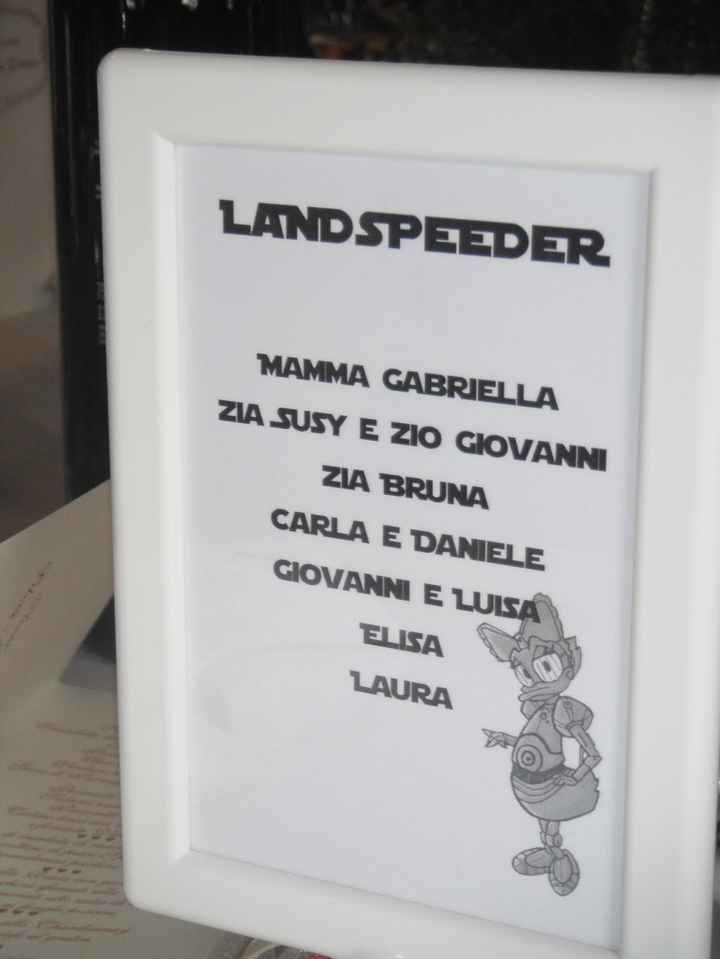 LANDSPEEDER
MAMMA GABRIELLA
ZIA SUSY E ZIO GIOVANNI
ZIA BRUNA
CARLA E DANIELE
GIOVANNI E LUISA
ELISA
LAURA